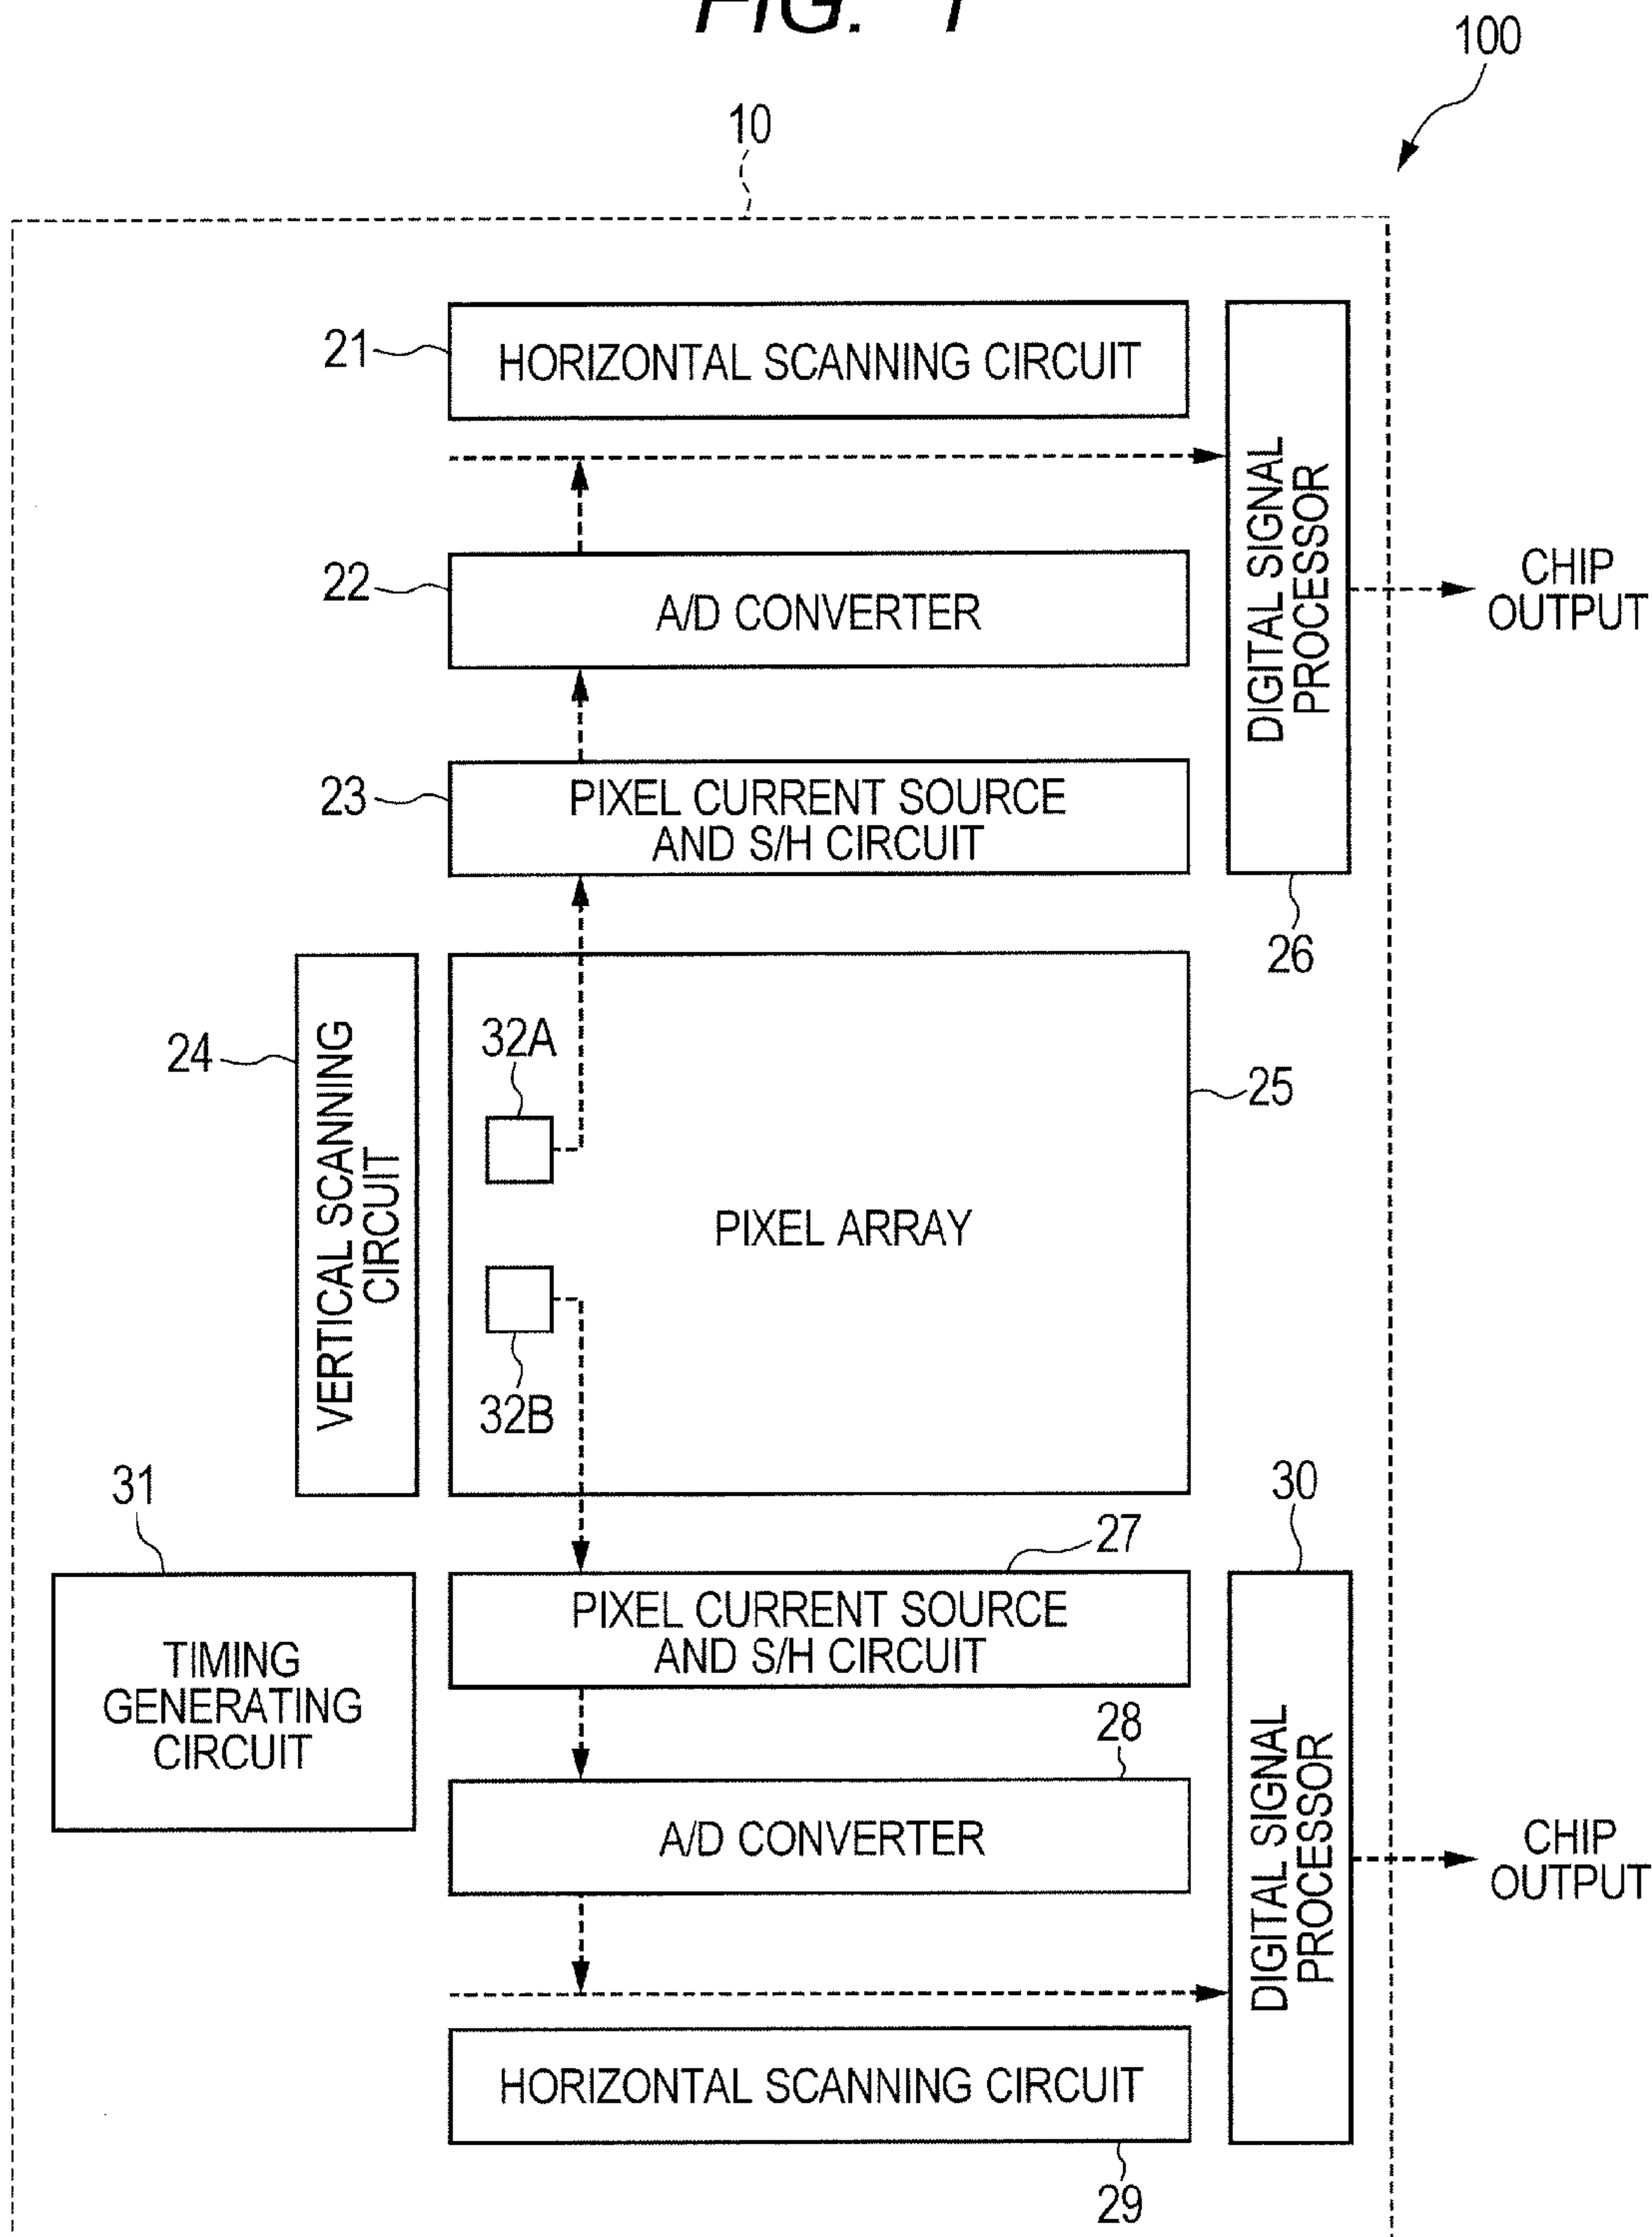 FIG. 1
100
10
21
HORIZONTAL SCANNING CIRCUIT
22
A/D CONVERTER
23
PIXEL CURRENT SOURCE
AND S/H CIRCUIT
DIGITAL SIGNAL
PROCESSOR
CHIP
OUTPUT
26
24
VERTICAL SCANNING
CIRCUIT
32A
25
PIXEL ARRAY
32B
31
TIMING
GENERATING
CIRCUIT
27
PIXEL CURRENT SOURCE
AND S/H CIRCUIT
30
28
A/D CONVERTER
DIGITAL SIGNAL
PROCESSOR
CHIP
OUTPUT
HORIZONTAL SCANNING CIRCUIT
29